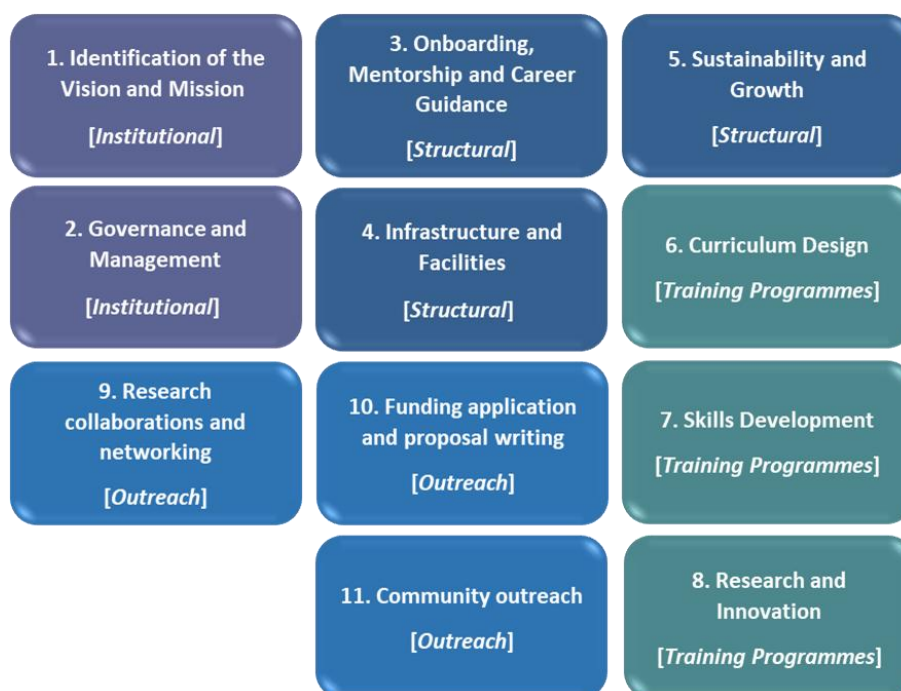 1. Identification of the
Vision and Mission
[Institutional]
3. Onboarding,
Mentorship and Career
Guidance
[Structural]
5. Sustainability and
Growth
[Structural]
2. Governance and
Management
[Institutional]
4. Infrastructure and
Facilities
[Structural]
6. Curriculum Design
[Training Programmes]
9. Research
collaborations and
networking
[Outreach]
10. Funding application
and proposal writing
[Outreach]
7. Skills Development
[Training Programmes]
11. Community outreach
[Outreach]
8. Research and
Innovation
[Training Programmes]